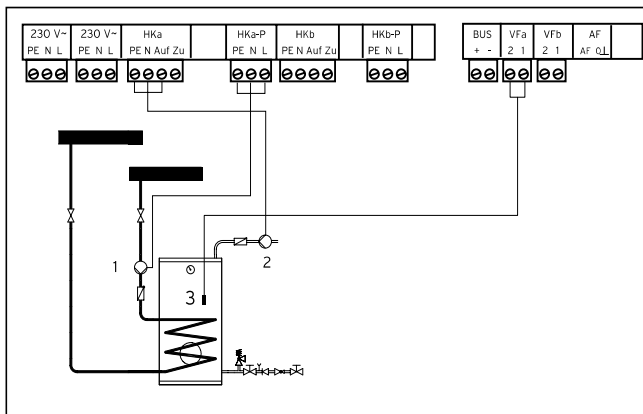 230 V~ 230 V~ HKa HKa-P HKb HKb-P BUS VFa VFb AF
PE N L PE N L PE N Auf Zu PE N L PE N Auf Zu PE N L + - 2 1 2 1 AF 0
1
2
3